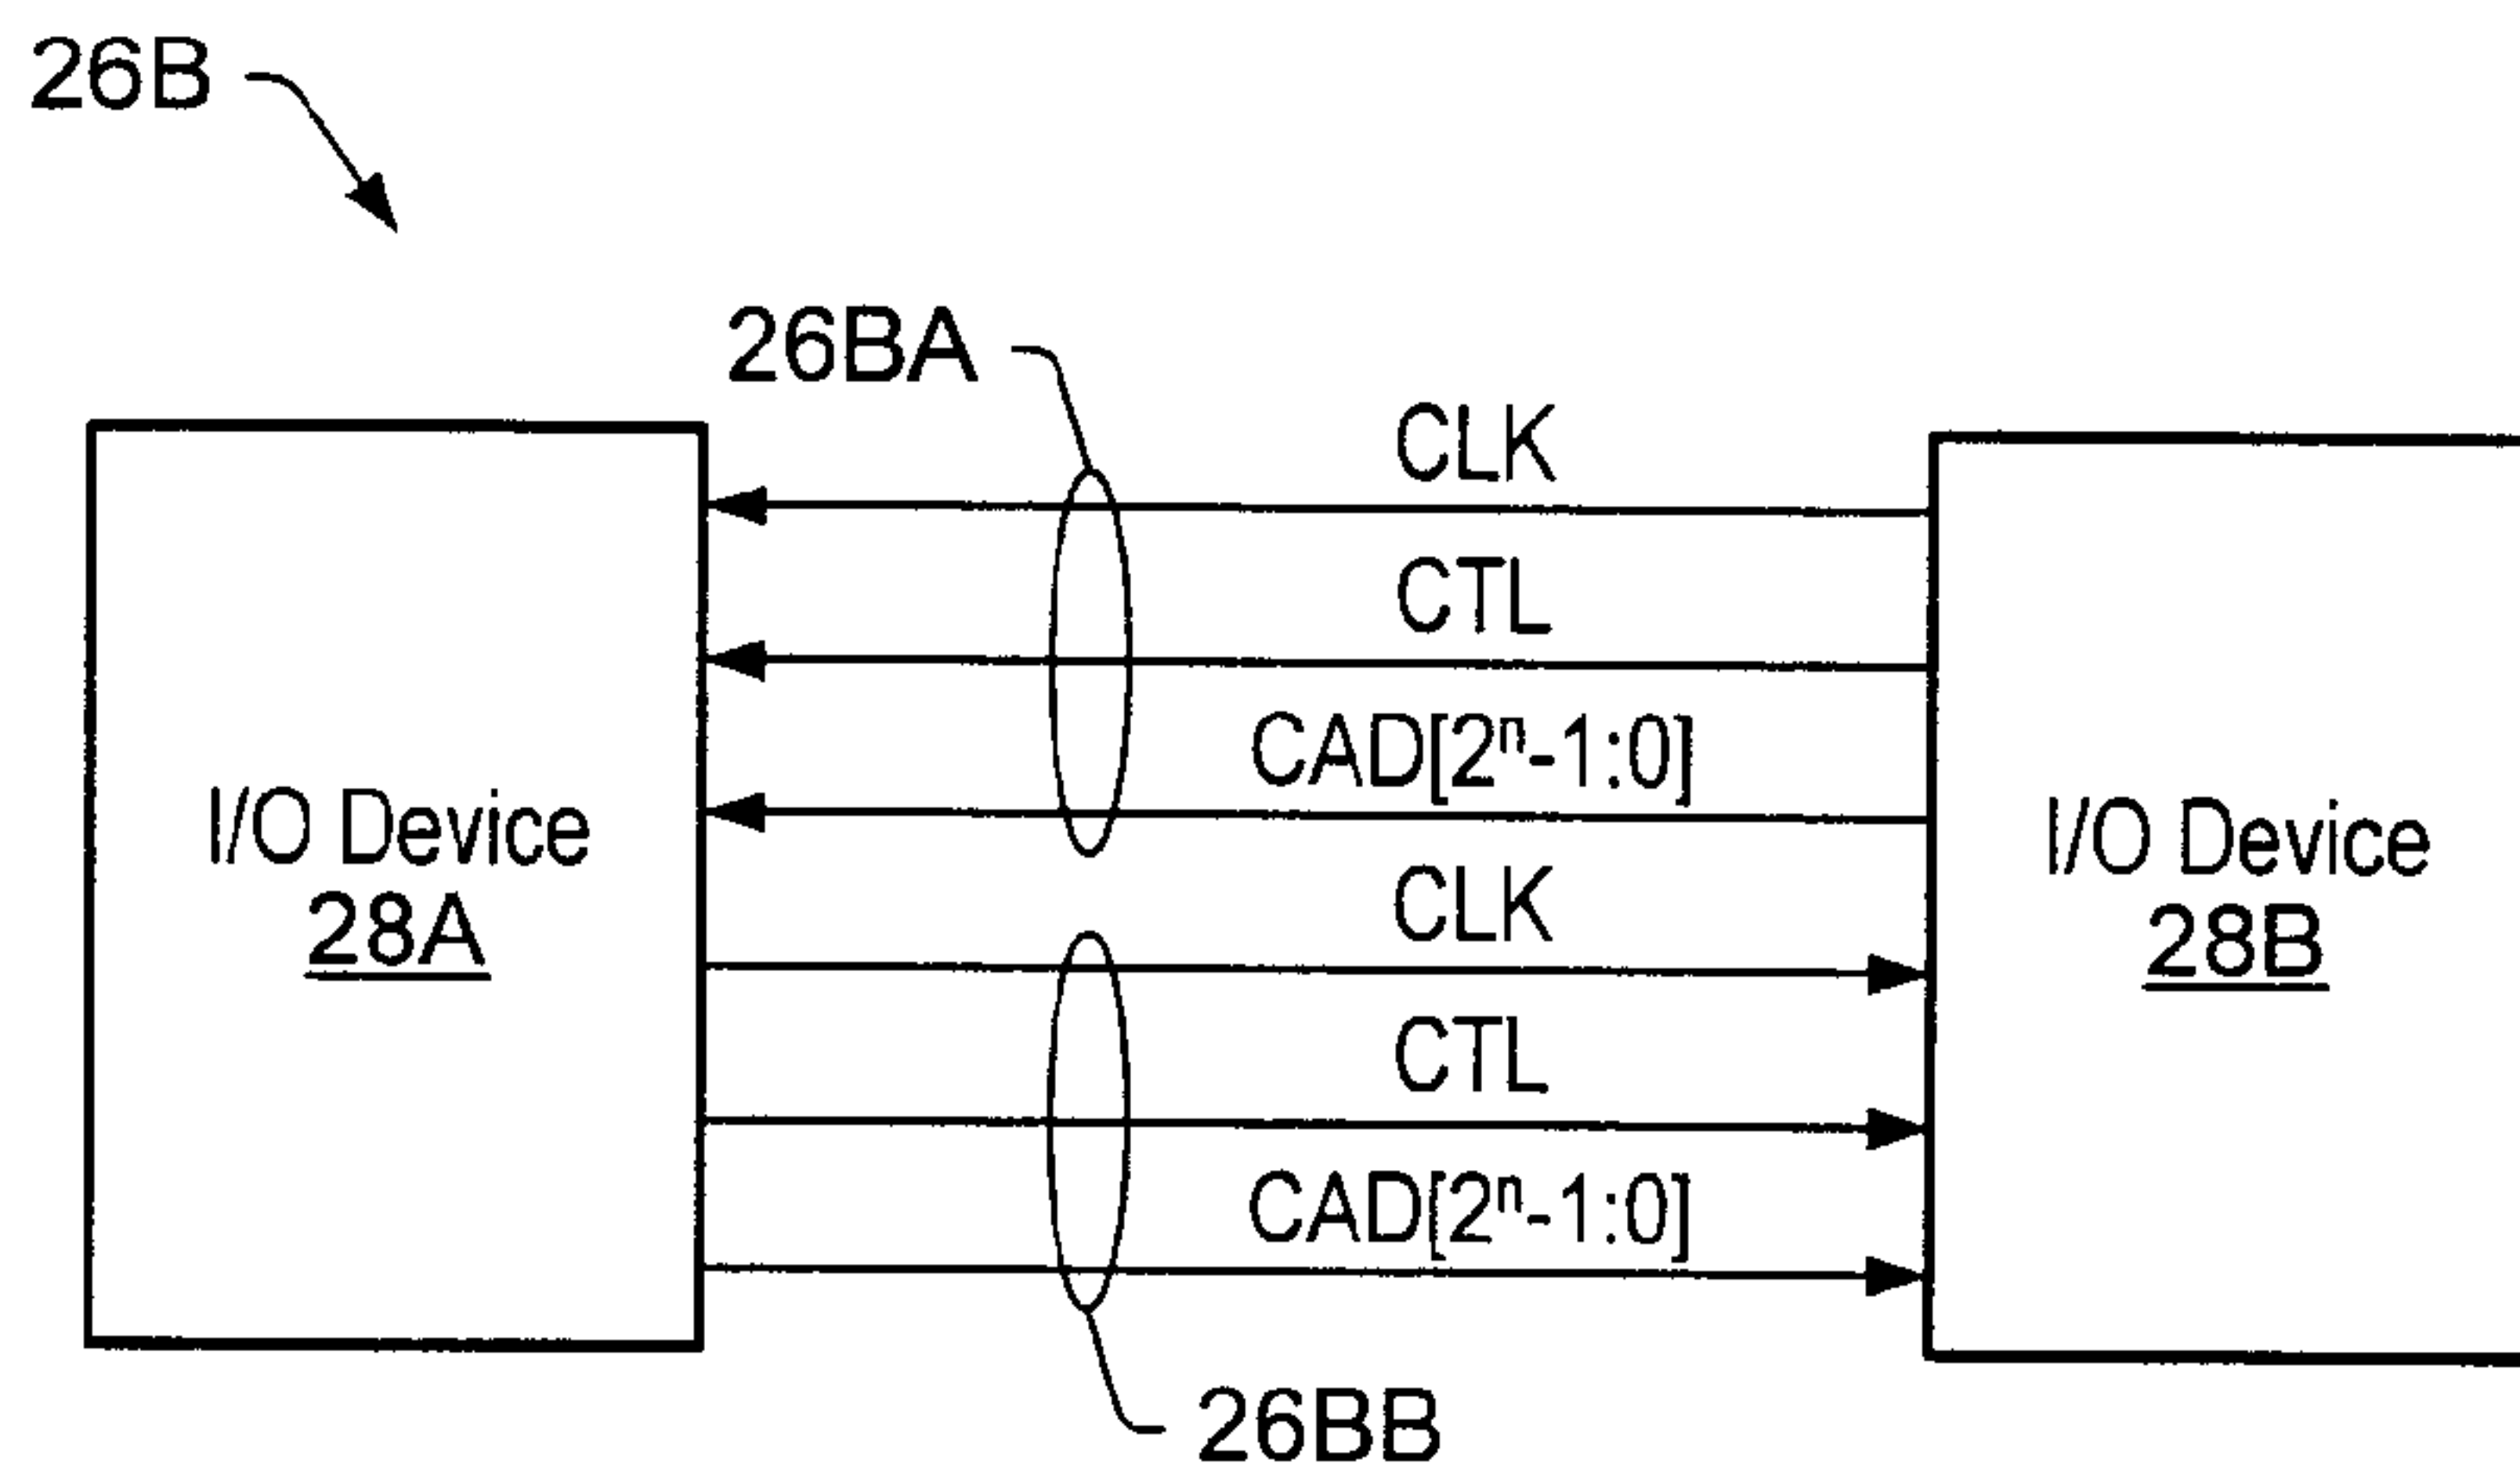 26B
26BA
CLK
CTL
CAD[2ⁿ-1:0]
I/O Device
28A
CLK
I/O Device
28B
CTL
CAD[2ⁿ-1:0]
26BB